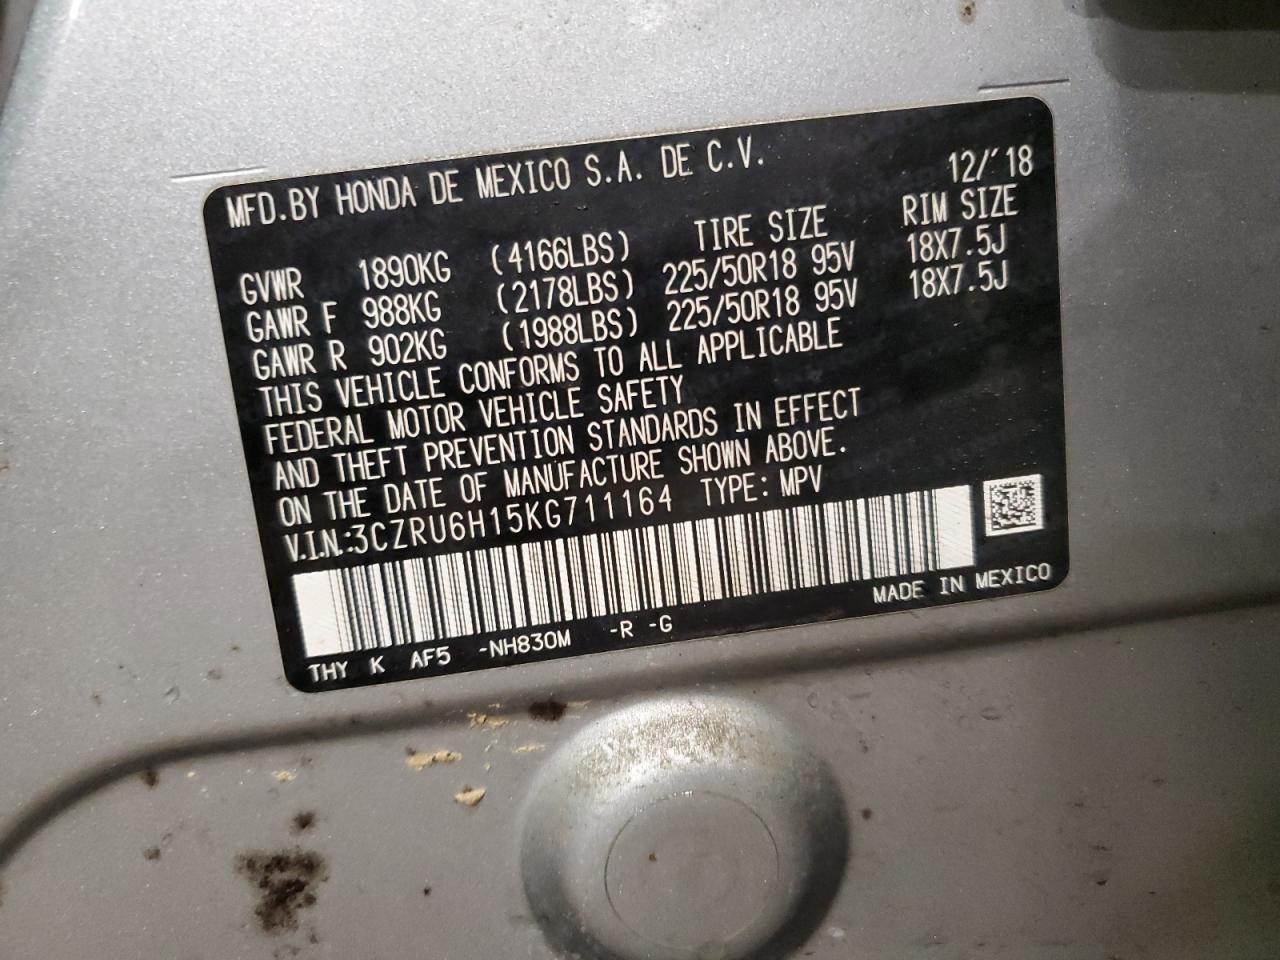 MFD.BY HONDA DE MEXICO S.A. DE C.V. 12/'18
TIRE SIZE RIM SIZE
GVWR 1890KG (4166LBS)
GAWR F 988KG (2178LBS) 225/50R18 95V 18X7.5J
GAWR R 902KG (1988LBS) 225/50R18 95V 18X7.5J
THIS VEHICLE CONFORMS TO ALL APPLICABLE
FEDERAL MOTOR VEHICLE SAFETY
AND THEFT PREVENTION STANDARDS IN EFFECT
ON THE DATE OF MANUFACTURE SHOWN ABOVE.
V.I.N.:3CZRU6H15KG711164 TYPE: MPV
MADE IN MEXICO
THY K AF5 -NH830M -R -G